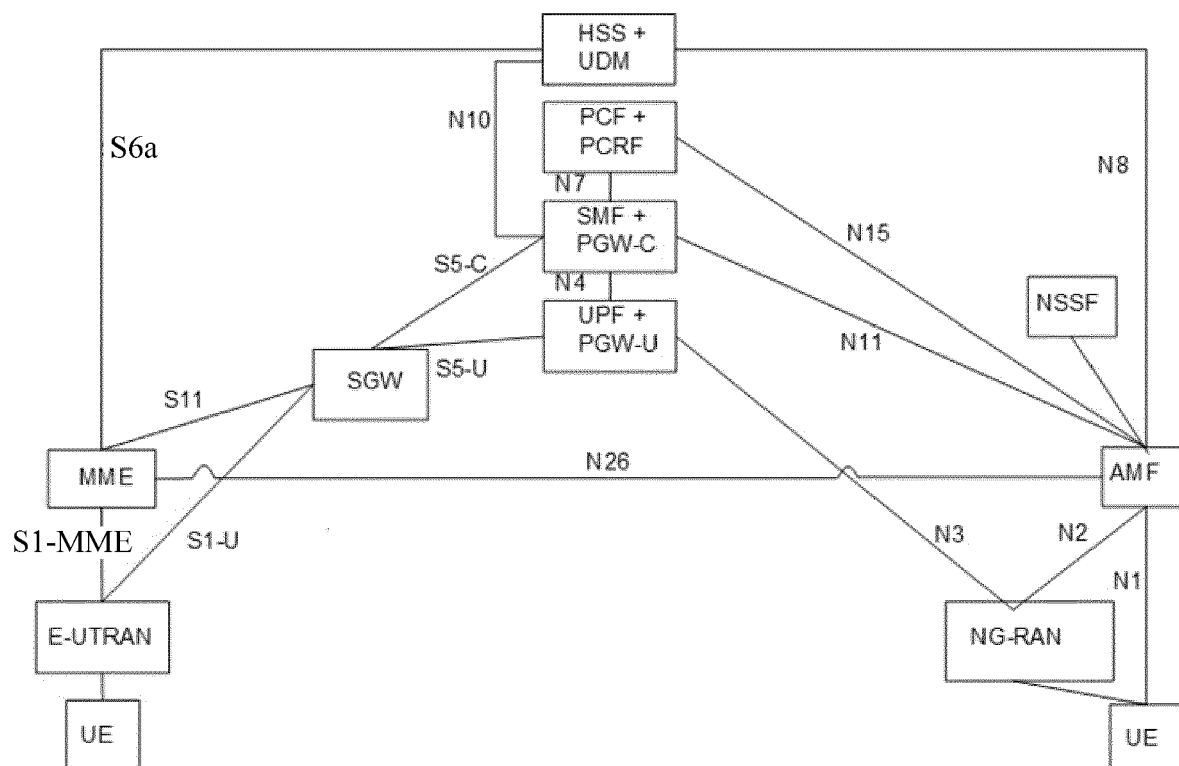 HSS +
UDM
N10
PCF +
PCRF
S6a
N8
N7
SMF +
PGW-C
N15
S5-C
N4
NSSF
UPF +
PGW-U
N11
S5-U
SGW
S11
MME
N26
AMF
S1-MME
S1-U
N3
N2
N1
E-UTRAN
NG-RAN
UE
UE